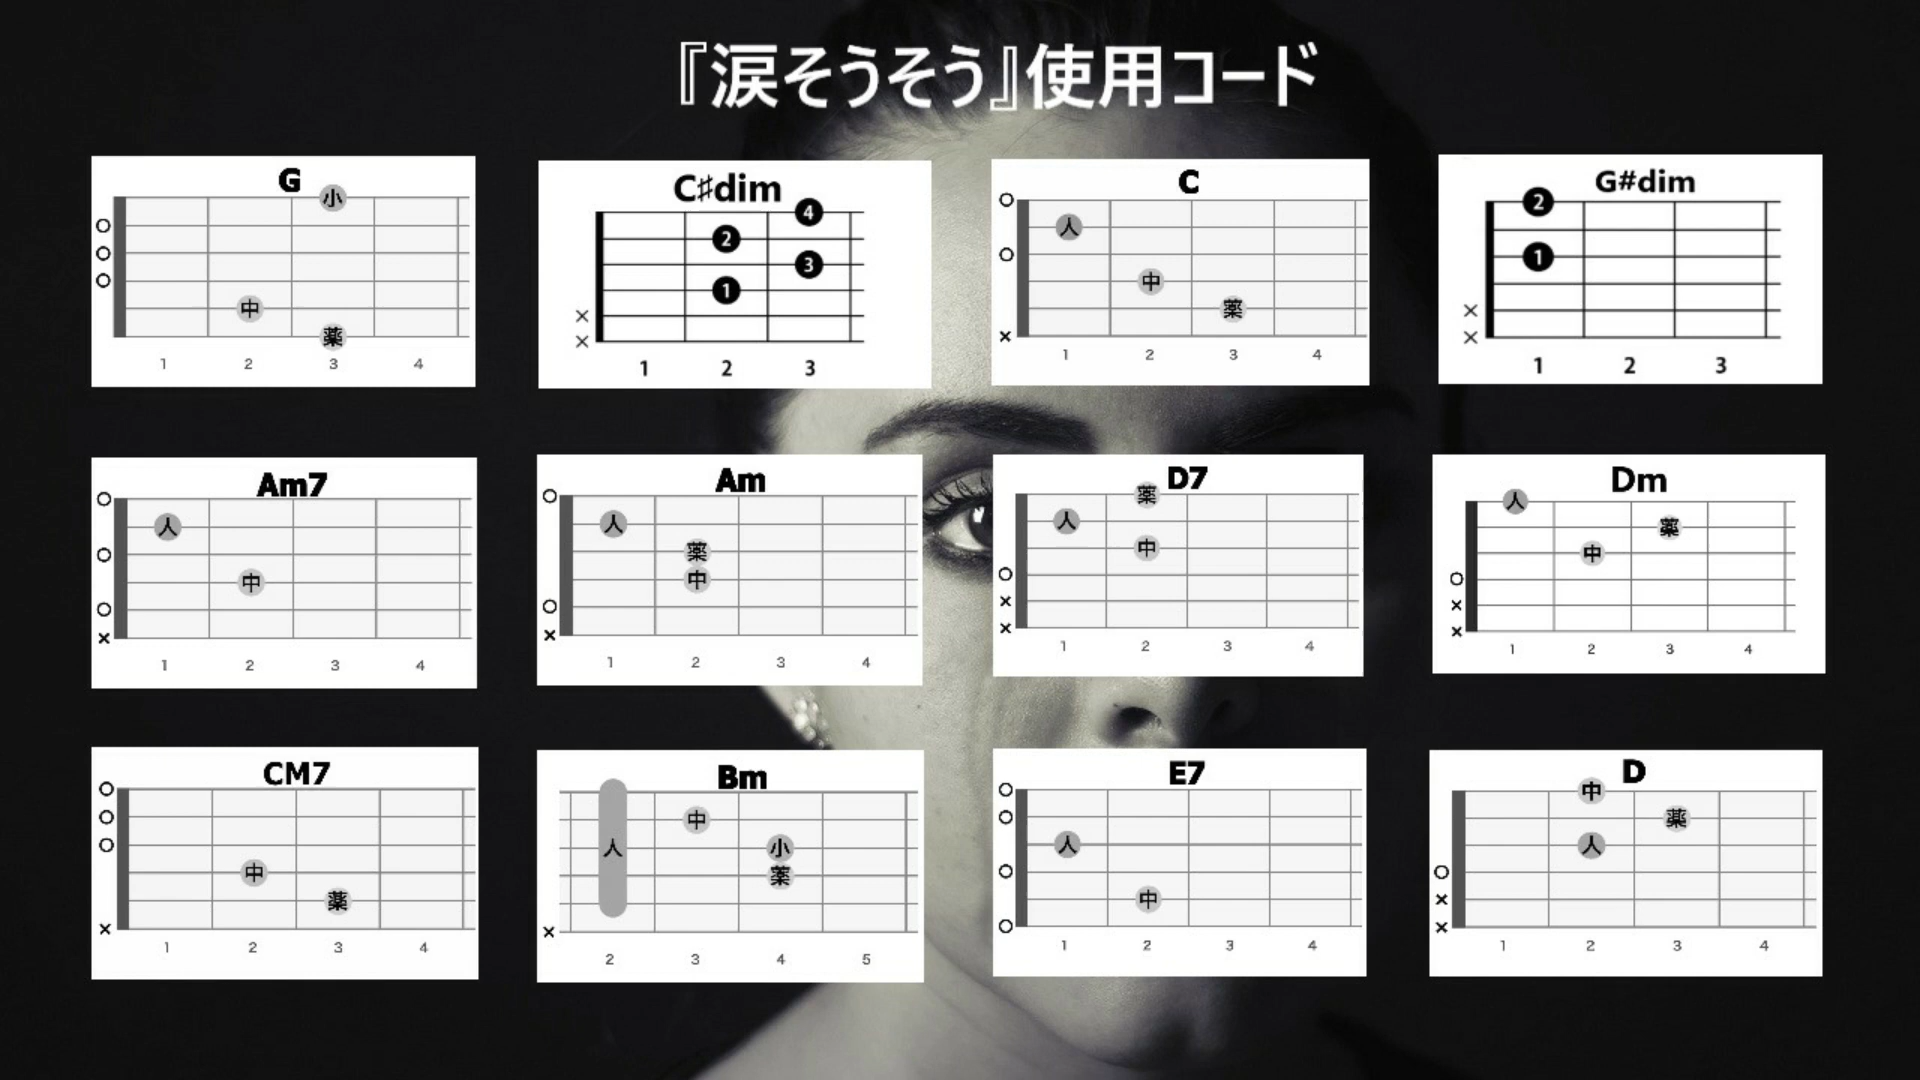 『涙そうそう』使用コード
G
小
中
薬
1 2 3 4
C♯dim
4
2
3
1
×
×
1 2 3
C
人
中
薬
×
1 2 3 4
G#dim
2
1
×
×
1 2 3
Am7
人
中
×
1 2 3 4
Am
人
薬
中
×
1 2 3 4
D7
薬
人
中
×
×
1 2 3 4
Dm
人
薬
中
×
×
1 2 3 4
CM7
中
薬
×
1 2 3 4
Bm
中
人 小
薬
×
2 3 4 5
E7
人
中
1 2 3 4
D
中
薬
人
×
×
1 2 3 4